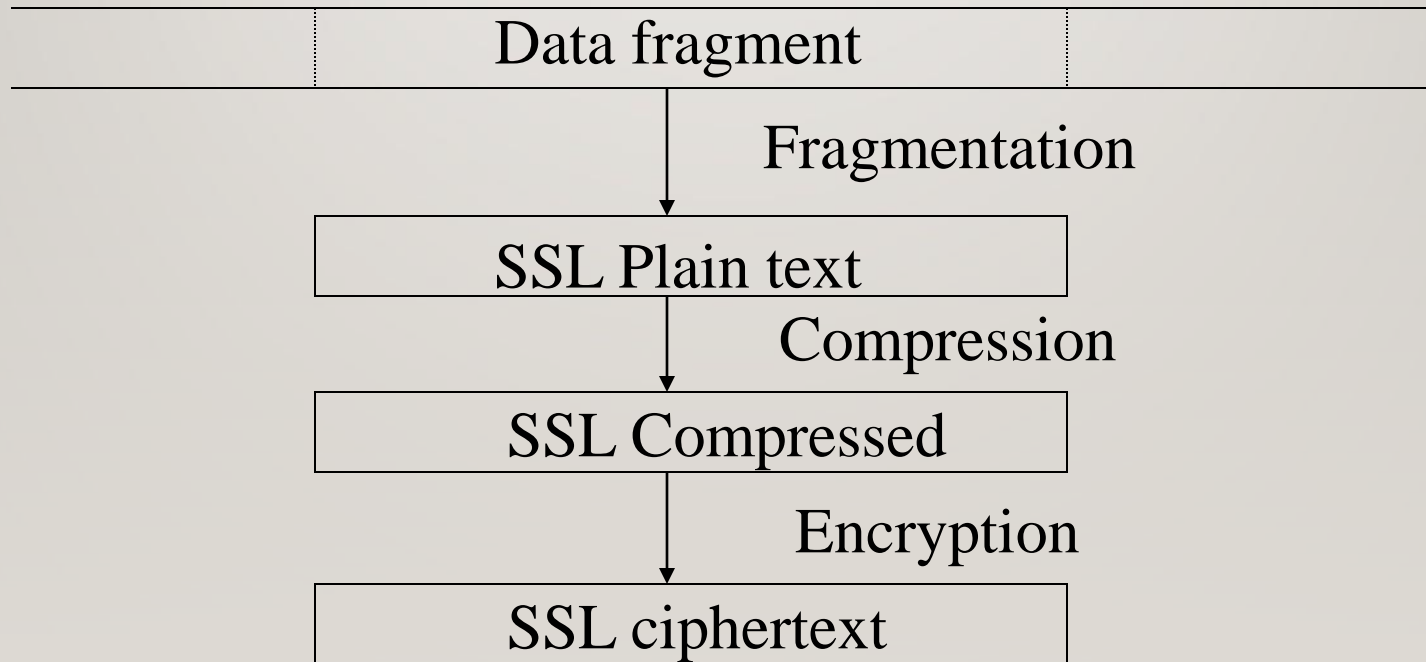 Data fragment
Fragmentation
SSL Plain text
Compression
SSL Compressed
Encryption
SSL ciphertext